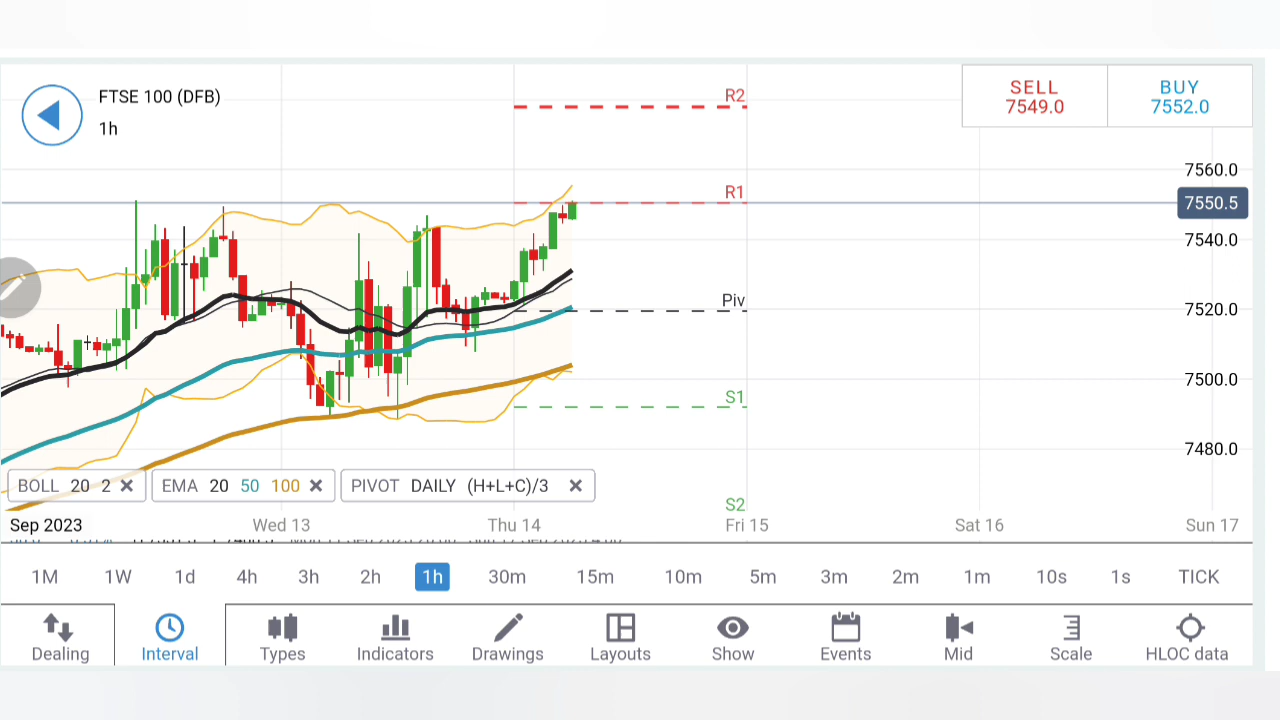 FTSE 100 (DFB)
1h
R2
SELL
7549.0
BUY
7552.0
7560.0
R1
7550.5
7540.0
Piv
7520.0
7500.0
S1
7480.0
BOLL 20 2 ×
EMA 20 50 100 ×
PIVOT DAILY (H+L+C)/3 ×
S2
Sep 2023 Wed 13 Thu 14 Fri 15 Sat 16 Sun 17
1M 1W 1d 4h 3h 2h 1h 30m 15m 10m 5m 3m 2m 1m 10s 1s TICK
Dealing Interval Types Indicators Drawings Layouts Show Events Mid Scale HLOC data